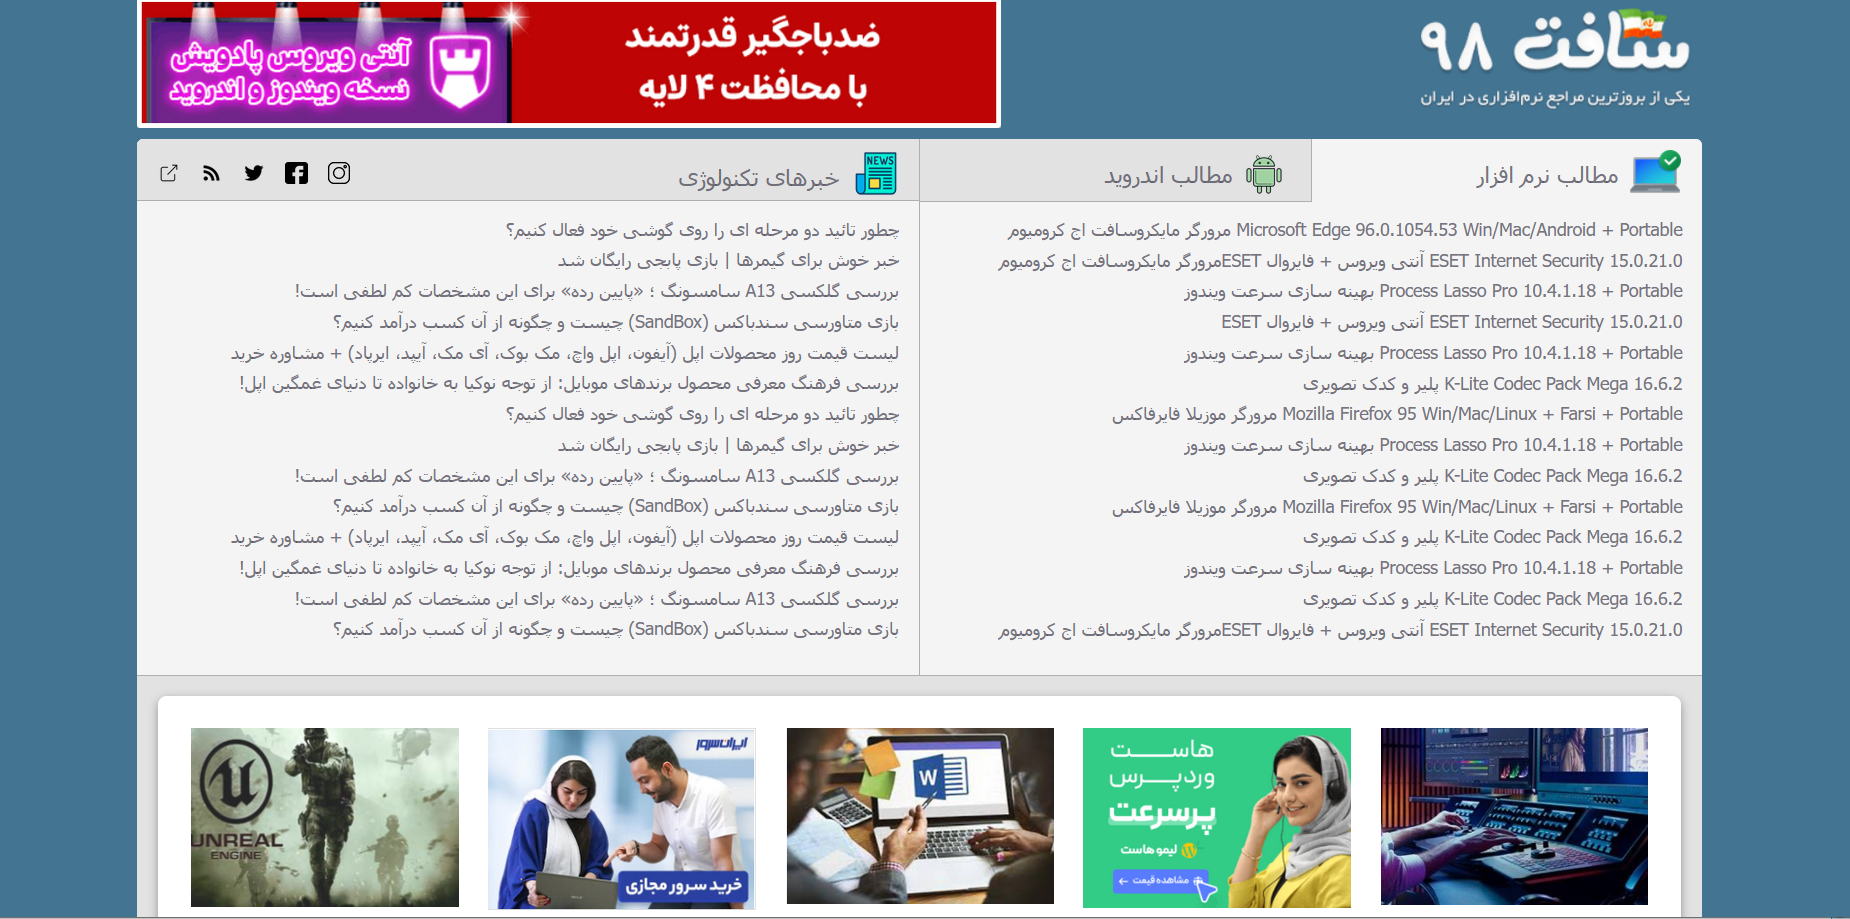 سافت ۹۸
یکی از بروزترین مراجع نرم‌افزاری در ایران
ضدباجگیر قدرتمند
با محافظت ۴ لایه
آنتی ویروس پادویش
نسخه ویندوز و اندروید
مطالب نرم افزار
مطالب اندروید
NEWS
خبرهای تکنولوژی
Microsoft Edge 96.0.1054.53 Win/Mac/Android + Portable مرورگر مایکروسافت اج کرومیوم
ESET Internet Security 15.0.21.0 آنتی ویروس + فایروال ESETمرورگر مایکروسافت اج کرومیوم
Process Lasso Pro 10.4.1.18 + Portable بهینه سازی سرعت ویندوز
ESET Internet Security 15.0.21.0 آنتی ویروس + فایروال ESET
Process Lasso Pro 10.4.1.18 + Portable بهینه سازی سرعت ویندوز
K-Lite Codec Pack Mega 16.6.2 پلیر و کدک تصویری
Mozilla Firefox 95 Win/Mac/Linux + Farsi + Portable مرورگر موزیلا فایرفاکس
Process Lasso Pro 10.4.1.18 + Portable بهینه سازی سرعت ویندوز
K-Lite Codec Pack Mega 16.6.2 پلیر و کدک تصویری
Mozilla Firefox 95 Win/Mac/Linux + Farsi + Portable مرورگر موزیلا فایرفاکس
K-Lite Codec Pack Mega 16.6.2 پلیر و کدک تصویری
Process Lasso Pro 10.4.1.18 + Portable بهینه سازی سرعت ویندوز
K-Lite Codec Pack Mega 16.6.2 پلیر و کدک تصویری
ESET Internet Security 15.0.21.0 آنتی ویروس + فایروال ESETمرورگر مایکروسافت اج کرومیوم
چطور تائید دو مرحله ای را روی گوشی خود فعال کنیم؟
خبر خوش برای گیمرها | بازی پابجی رایگان شد
بررسی گلکسی A13 سامسونگ ؛ «پایین رده» برای این مشخصات کم لطفی است!
بازی متاورسی سندباکس (SandBox) چیست و چگونه از آن کسب درآمد کنیم؟
لیست قیمت روز محصولات اپل (آیفون، اپل واچ، مک بوک، آی مک، آیپد، ایرپاد) + مشاوره خرید
بررسی فرهنگ معرفی محصول برندهای موبایل: از توجه نوکیا به خانواده تا دنیای غمگین اپل!
چطور تائید دو مرحله ای را روی گوشی خود فعال کنیم؟
خبر خوش برای گیمرها | بازی پابجی رایگان شد
بررسی گلکسی A13 سامسونگ ؛ «پایین رده» برای این مشخصات کم لطفی است!
بازی متاورسی سندباکس (SandBox) چیست و چگونه از آن کسب درآمد کنیم؟
لیست قیمت روز محصولات اپل (آیفون، اپل واچ، مک بوک، آی مک، آیپد، ایرپاد) + مشاوره خرید
بررسی فرهنگ معرفی محصول برندهای موبایل: از توجه نوکیا به خانواده تا دنیای غمگین اپل!
بررسی گلکسی A13 سامسونگ ؛ «پایین رده» برای این مشخصات کم لطفی است!
بازی متاورسی سندباکس (SandBox) چیست و چگونه از آن کسب درآمد کنیم؟
هاست
وردپرس
پرسرعت
لیمو هاست
مشاهده قیمت
W
ایران سرور
خرید سرور مجازی
UNREAL
ENGINE